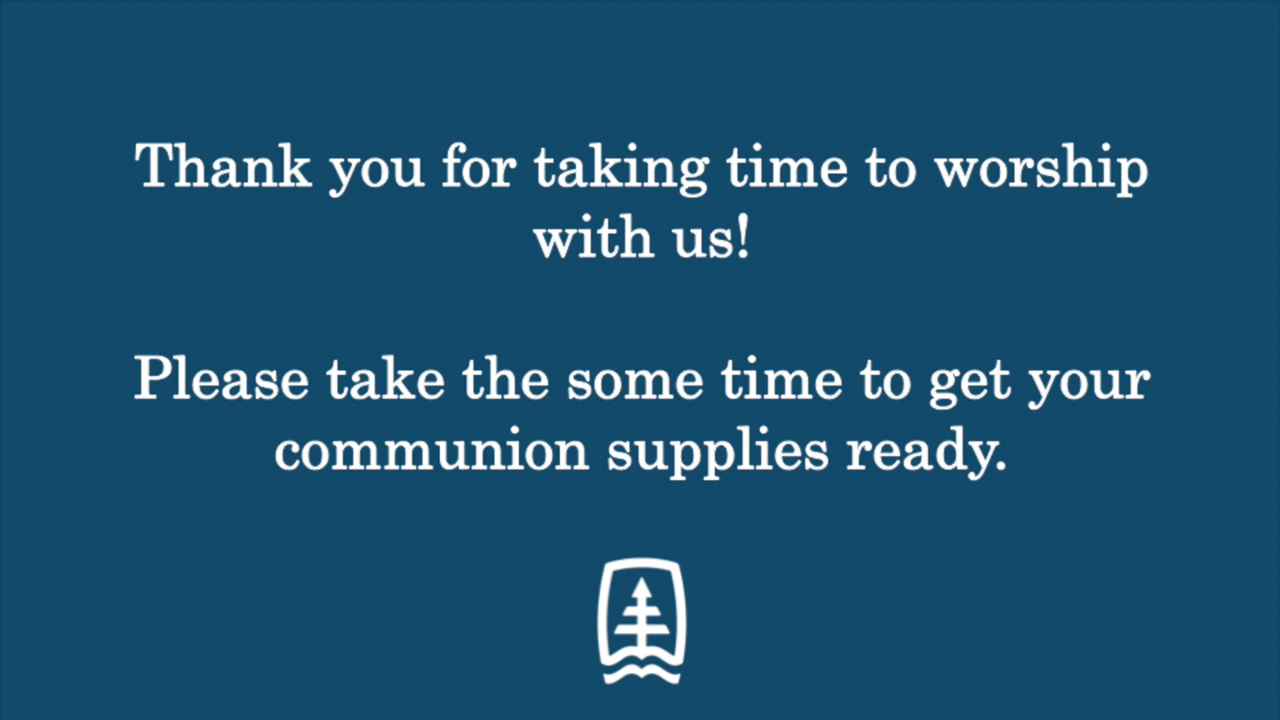 Thank you for taking time to worship
with us!
Please take the some time to get your
communion supplies ready.